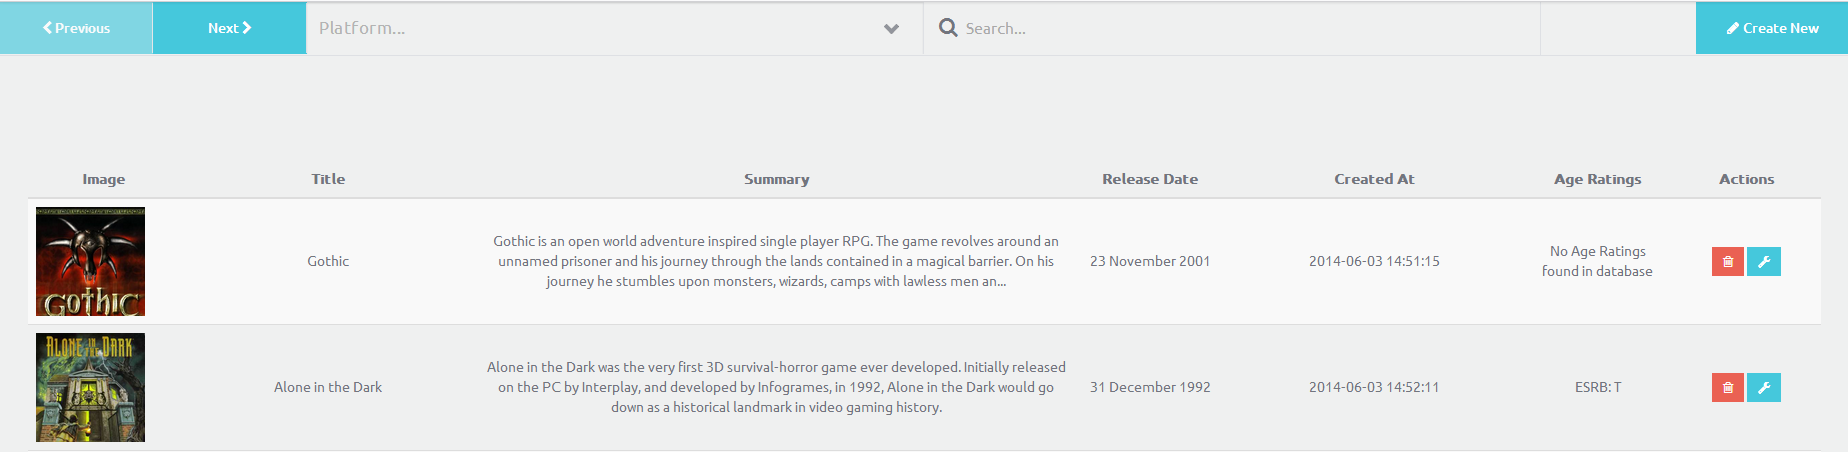 Previous
Next
Platform...
Search...
Create New
Image Title Summary Release Date Created At Age Ratings Actions
GOTHIC
Gothic
Gothic is an open world adventure inspired single player RPG. The game revolves around an
unnamed prisoner and his journey through the lands contained in a magical barrier. On his
journey he stumbles upon monsters, wizards, camps with lawless men an...
23 November 2001
2014-06-03 14:51:15
No Age Ratings
found in database
ALONE IN THE DARK
Alone in the Dark
Alone in the Dark was the very first 3D survival-horror game ever developed. Initially released
on the PC by Interplay, and developed by Infogrames, in 1992, Alone in the Dark would go
down as a historical landmark in video gaming history.
31 December 1992
2014-06-03 14:52:11
ESRB: T